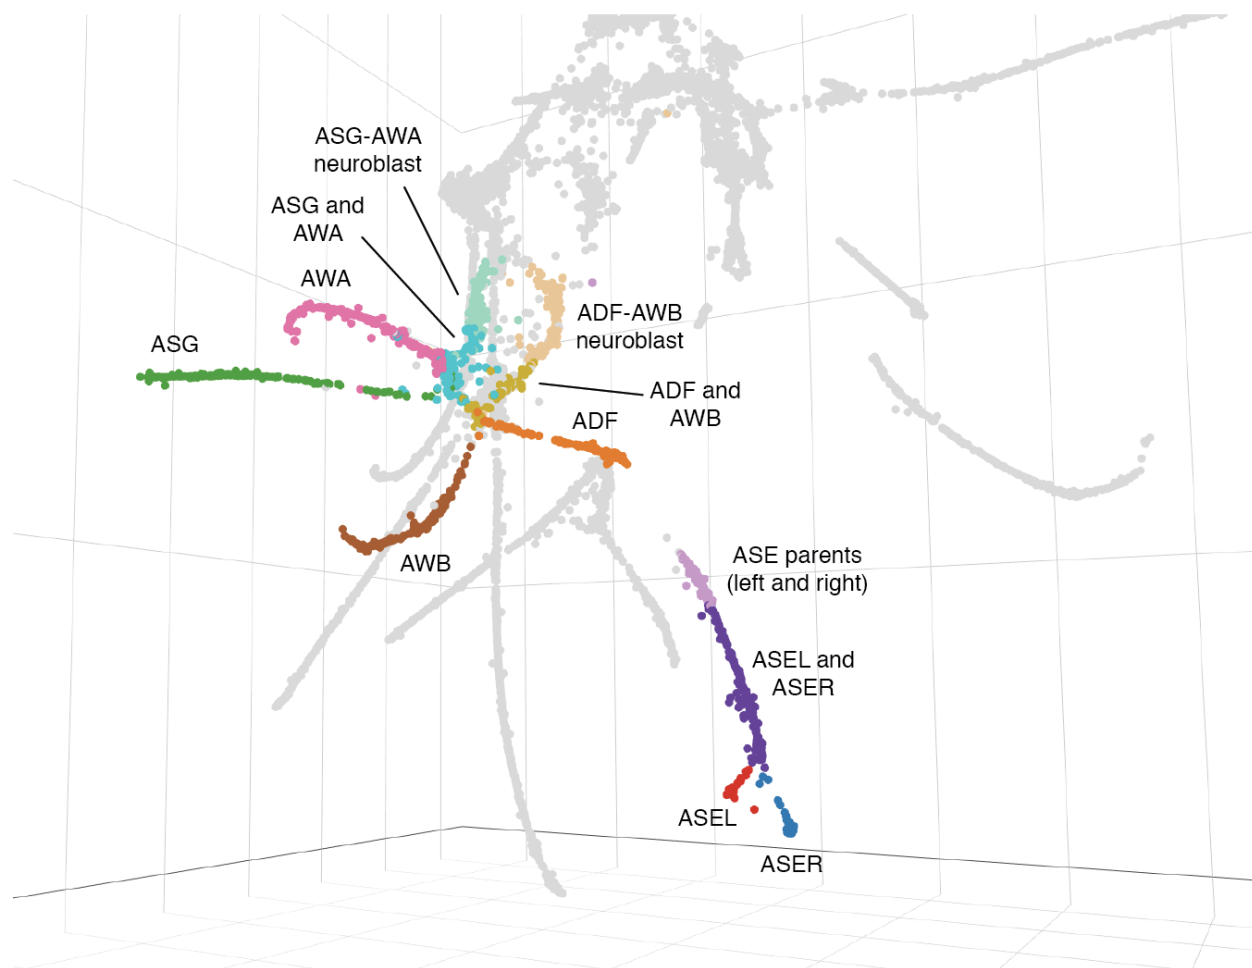 ASG-AWA
neuroblast
ASG and
AWA
AWA
ASG
ADF-AWB
neuroblast
ADF and
AWB
ADF
AWB
ASE parents
(left and right)
ASEL and
ASER
ASEL
ASER